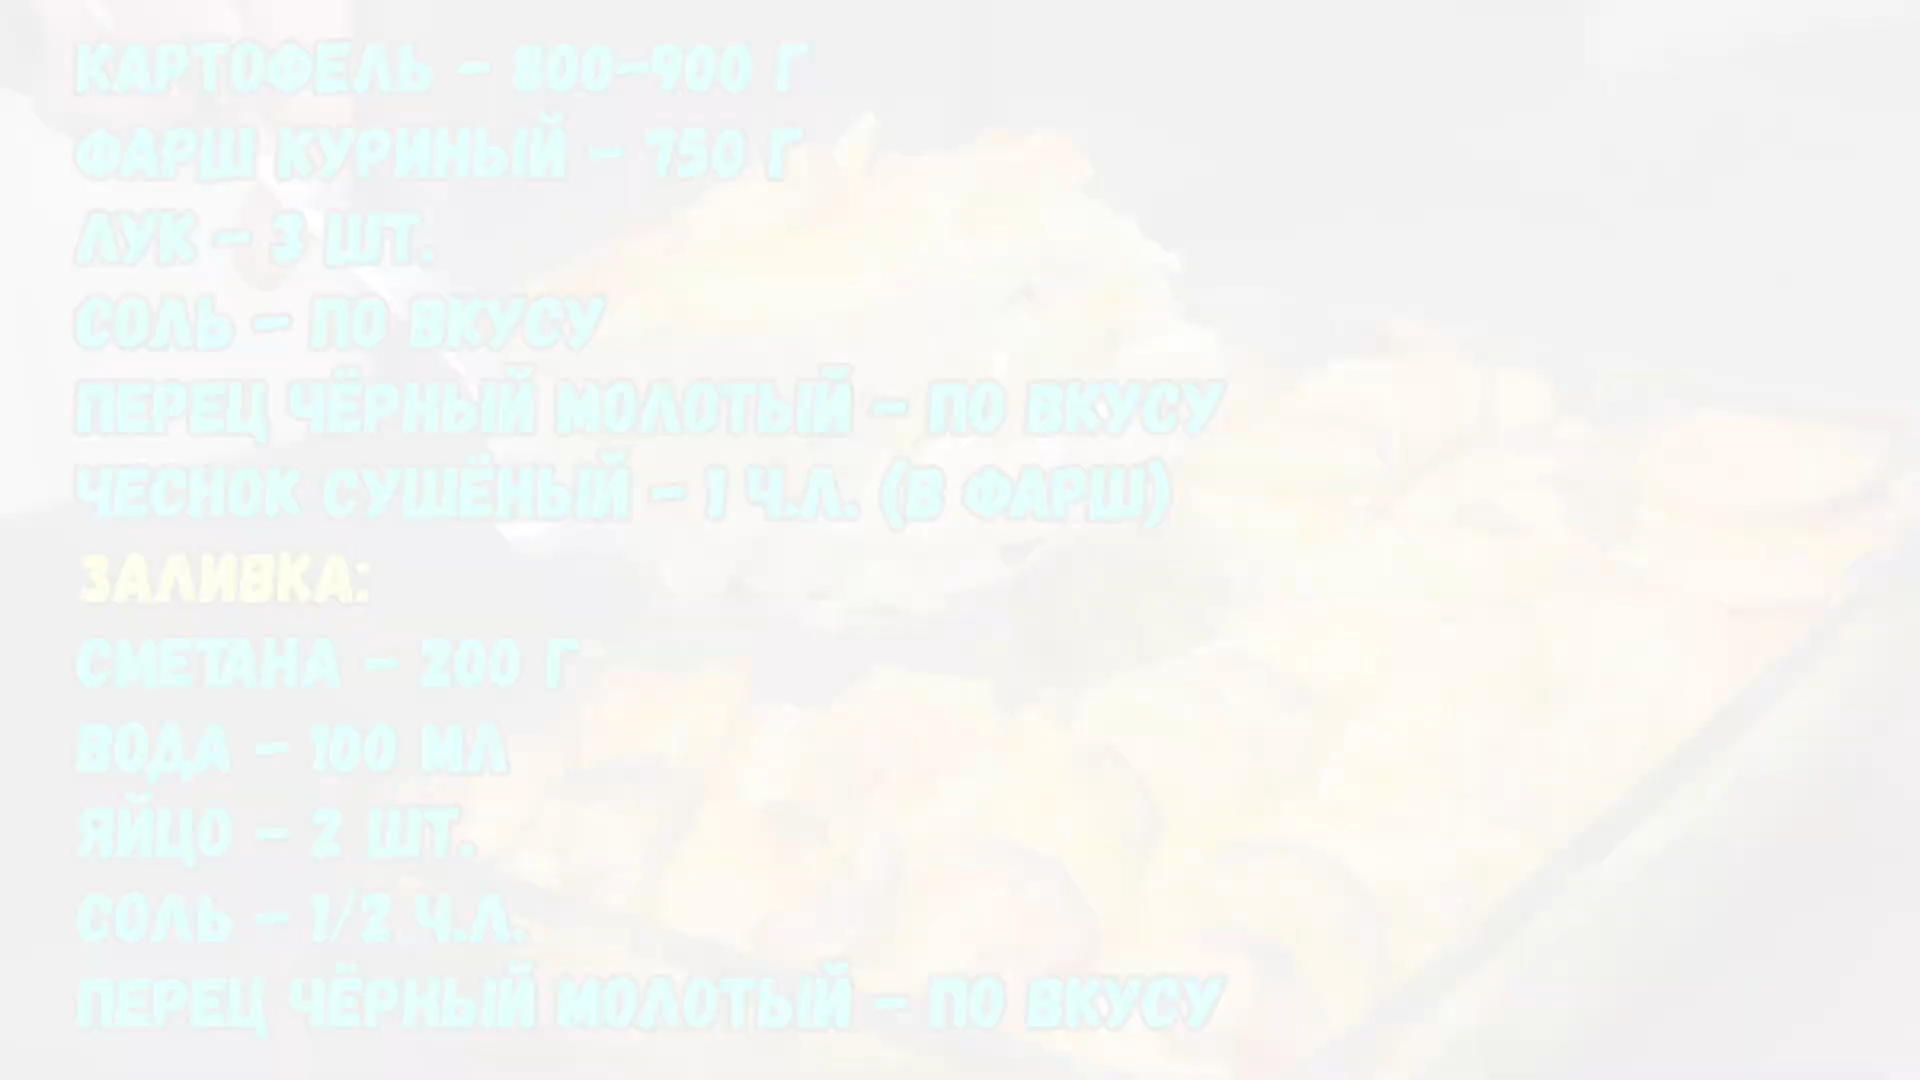 КАРТОФЕЛЬ – 800–900 Г
ФАРШ КУРИНЫЙ – 750 Г
ЛУК – 3 ШТ.
СОЛЬ – ПО ВКУСУ
ПЕРЕЦ ЧЁРНЫЙ МОЛОТЫЙ – ПО ВКУСУ
ЧЕСНОК СУШЁНЫЙ – 1 Ч.Л. (В ФАРШ)
ЗАЛИВКА:
СМЕТАНА – 200 Г
ВОДА – 100 МЛ
ЯЙЦО – 2 ШТ.
СОЛЬ – 1/2 Ч.Л.
ПЕРЕЦ ЧЁРНЫЙ МОЛОТЫЙ – ПО ВКУСУ